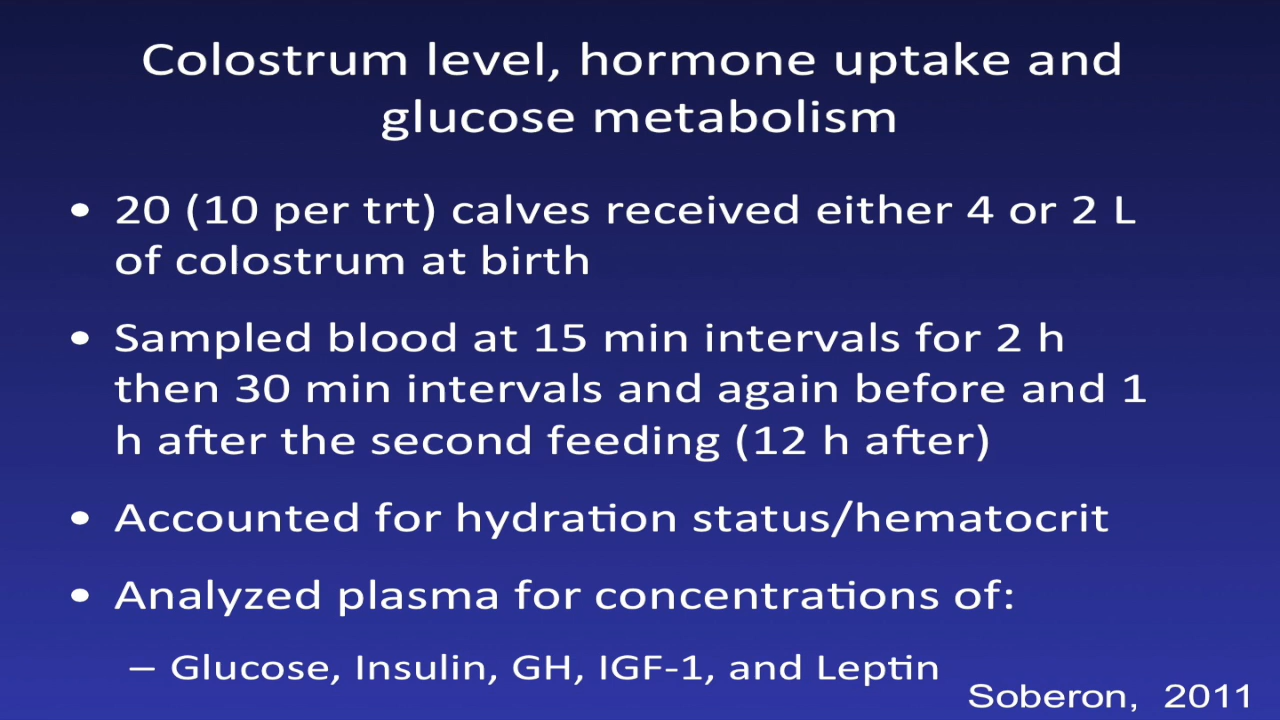 Colostrum level, hormone uptake and
glucose metabolism
• 20 (10 per trt) calves received either 4 or 2 L
of colostrum at birth
• Sampled blood at 15 min intervals for 2 h
then 30 min intervals and again before and 1
h after the second feeding (12 h after)
• Accounted for hydration status/hematocrit
• Analyzed plasma for concentrations of:
– Glucose, Insulin, GH, IGF-1, and Leptin
Soberon, 2011